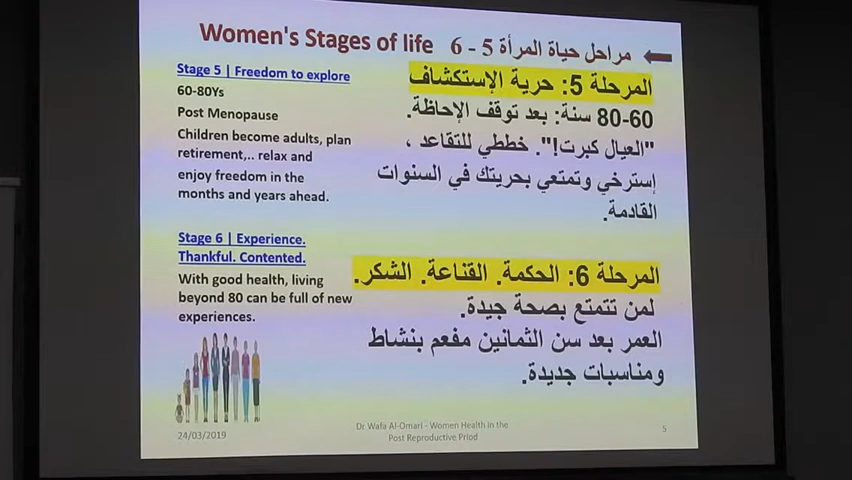 Women's Stages of life
مراحل حياة المرأة 5 - 6
Stage 5 | Freedom to explore
60-80Ys
Post Menopause
Children become adults, plan
retirement,.. relax and
enjoy freedom in the
months and years ahead.
المرحلة 5: حرية الإستكشاف
80-60 سنة: بعد توقف الإحاظة.
"العيال كبرت!". خططي للتقاعد ،
إسترخي وتمتعي بحريتك في السنوات
القادمة.
Stage 6 | Experience.
Thankful. Contented.
With good health, living
beyond 80 can be full of new
experiences.
المرحلة 6: الحكمة. القناعة. الشكر.
لمن تتمتع بصحة جيدة.
العمر بعد سن الثمانين مفعم بنشاط
ومناسبات جديدة.
24/03/2019
Dr Wafa Al-Omari - Women Health in the
Post Reproductive Priod
5